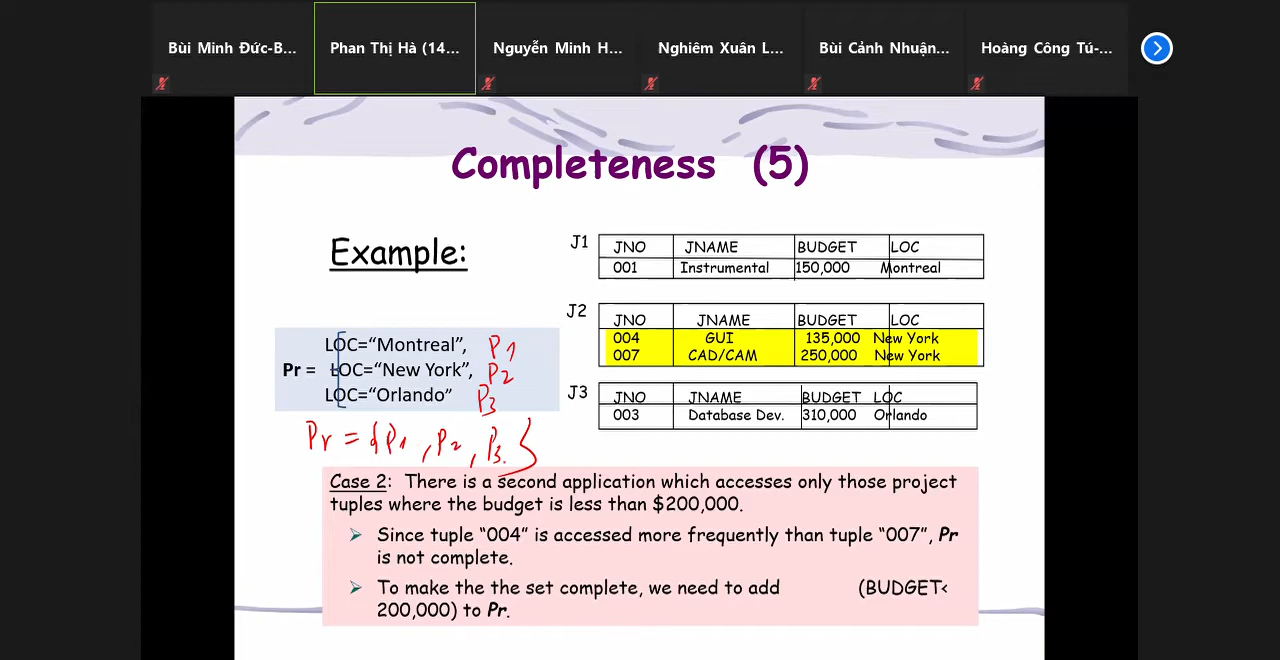 Bùi Minh Đức-B... Phan Thị Hà (14... Nguyễn Minh H... Nghiêm Xuân L... Bùi Cảnh Nhuận... Hoàng Công Tú-...
Completeness (5)
Example:
J1
JNO JNAME BUDGET LOC
001 Instrumental 150,000 Montreal
J2
JNO JNAME BUDGET LOC
004 GUI 135,000 New York
007 CAD/CAM 250,000 New York
J3
JNO JNAME BUDGET LOC
003 Database Dev. 310,000 Orlando
LOC=“Montreal”, P1
Pr = LOC=“New York”, P2
LOC=“Orlando” P3
Pr = {P1, P2, P3}
Case 2: There is a second application which accesses only those project
tuples where the budget is less than $200,000.
Since tuple “004” is accessed more frequently than tuple “007”, Pr
is not complete.
To make the the set complete, we need to add (BUDGET<
200,000) to Pr.